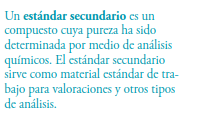 Un estándar secundario es un
compuesto cuya pureza ha sido
determinada por medio de análisis
químicos. El estándar secundario
sirve como material estándar de tra-
bajo para valoraciones y otros tipos
de análisis.